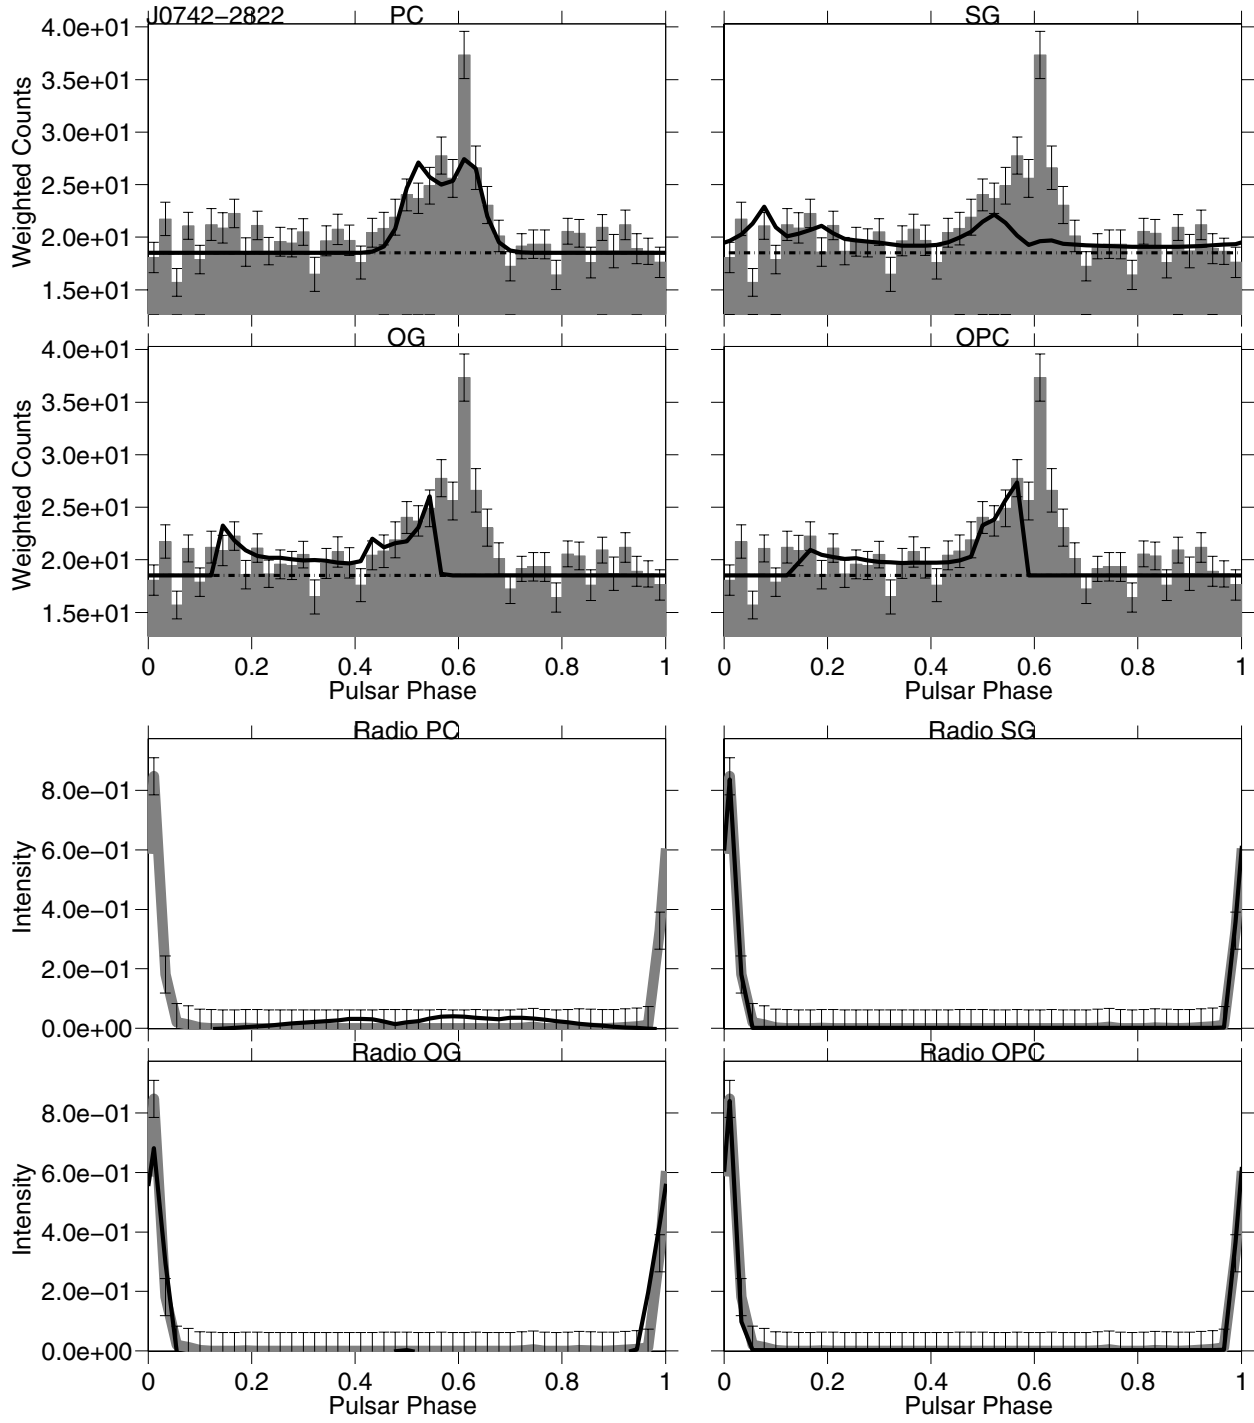 J0742−2822 PC SG
4.0e+01
3.5e+01
3.0e+01
2.5e+01
2.0e+01
1.5e+01
Weighted Counts
OG OPC
4.0e+01
3.5e+01
3.0e+01
2.5e+01
2.0e+01
1.5e+01
Weighted Counts
0 0.2 0.4 0.6 0.8 1 0 0.2 0.4 0.6 0.8 1
Pulsar Phase Pulsar Phase
Radio PC Radio SG
8.0e−01
6.0e−01
4.0e−01
2.0e−01
0.0e+00
Intensity
Radio OG Radio OPC
8.0e−01
6.0e−01
4.0e−01
2.0e−01
0.0e+00
Intensity
0 0.2 0.4 0.6 0.8 1 0 0.2 0.4 0.6 0.8 1
Pulsar Phase Pulsar Phase